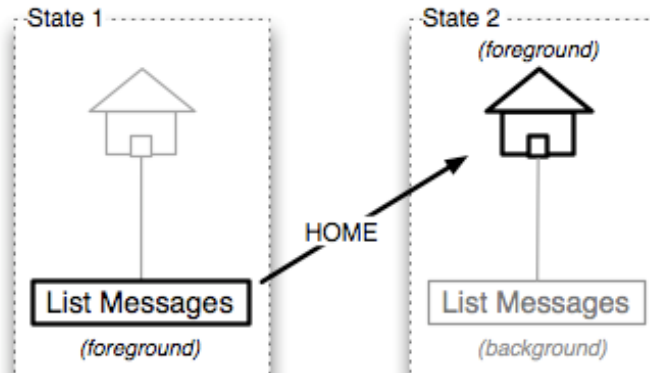 State 1
State 2
(foreground)
HOME
List Messages
(foreground)
List Messages
(background)